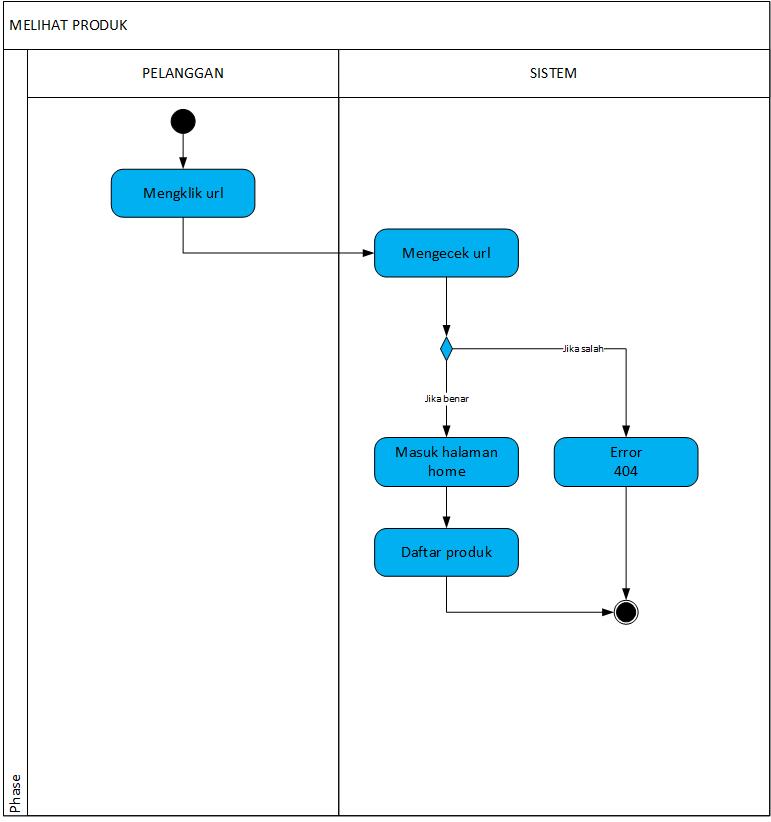 MELIHAT PRODUK
PELANGGAN
SISTEM
Mengklik url
Mengecek url
Jika salah
Jika benar
Masuk halaman
home
Error
404
Daftar produk
Phase